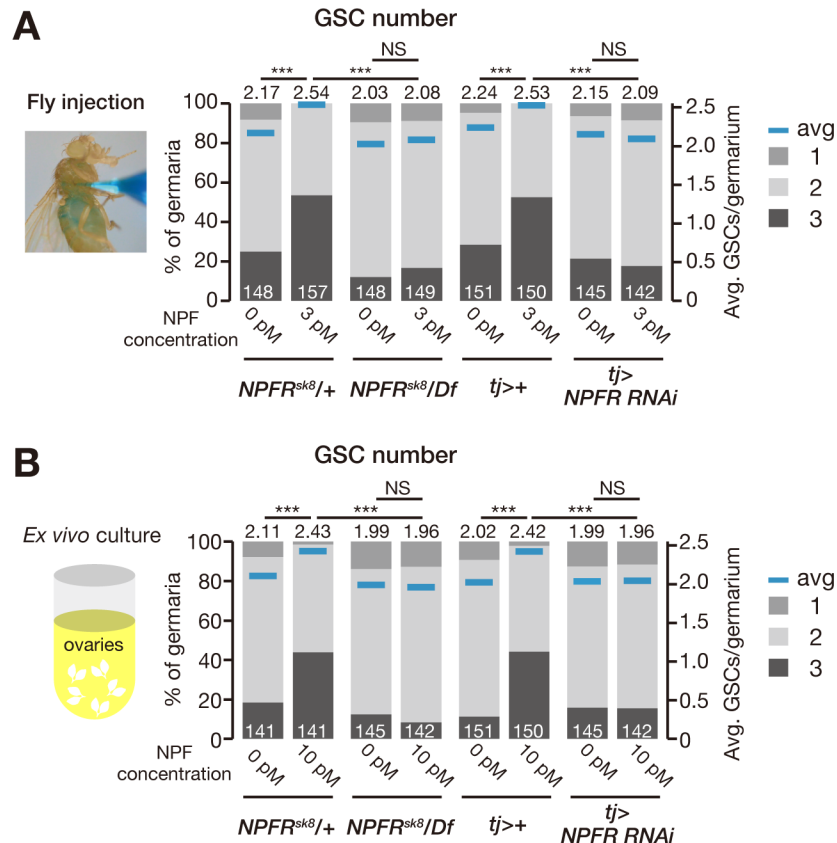 A
GSC number
NS
NS
***
***
***
***
Fly injection
2.17 2.54 2.03 2.08 2.24 2.53 2.15 2.09
% of germaria
100
80
60
40
20
0
148 157 148 149 151 150 145 142
2.5
2.0
1.5
1.0
0.5
0
Avg. GSCs/germarium
avg
1
2
3
NPF
concentration
0 pM 3 pM 0 pM 3 pM 0 pM 3 pM 0 pM 3 pM
NPFRsk8/+ NPFRsk8/Df tj>+ tj>
NPFR RNAi
B
GSC number
NS
NS
***
***
***
***
Ex vivo culture
2.11 2.43 1.99 1.96 2.02 2.42 1.99 1.96
ovaries
% of germaria
100
80
60
40
20
0
141 141 145 142 151 150 145 142
2.5
2.0
1.5
1.0
0.5
0
Avg. GSCs/germarium
avg
1
2
3
NPF
concentration
0 pM 10 pM 0 pM 10 pM 0 pM 10 pM 0 pM 10 pM
NPFRsk8/+ NPFRsk8/Df tj>+ tj>
NPFR RNAi